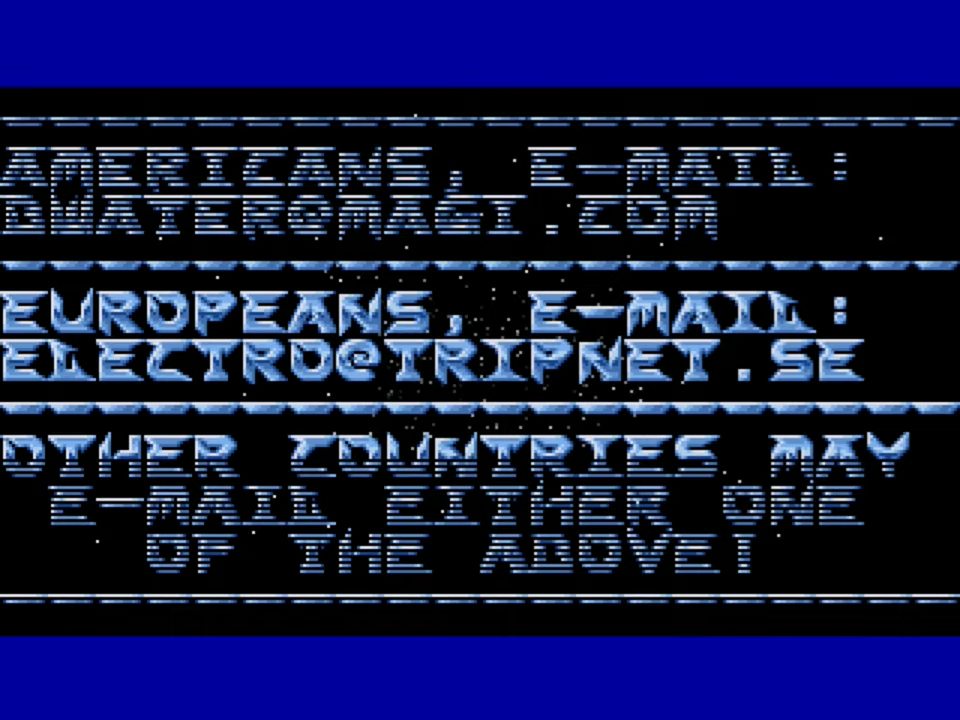 AMERICANS, E-MAIL:
DWATER@MAGI.COM
EUROPEANS, E-MAIL:
ELECTRO@TRIPNET.SE
OTHER COUNTRIES MAY
E-MAIL EITHER ONE
OF THE ABOVE!